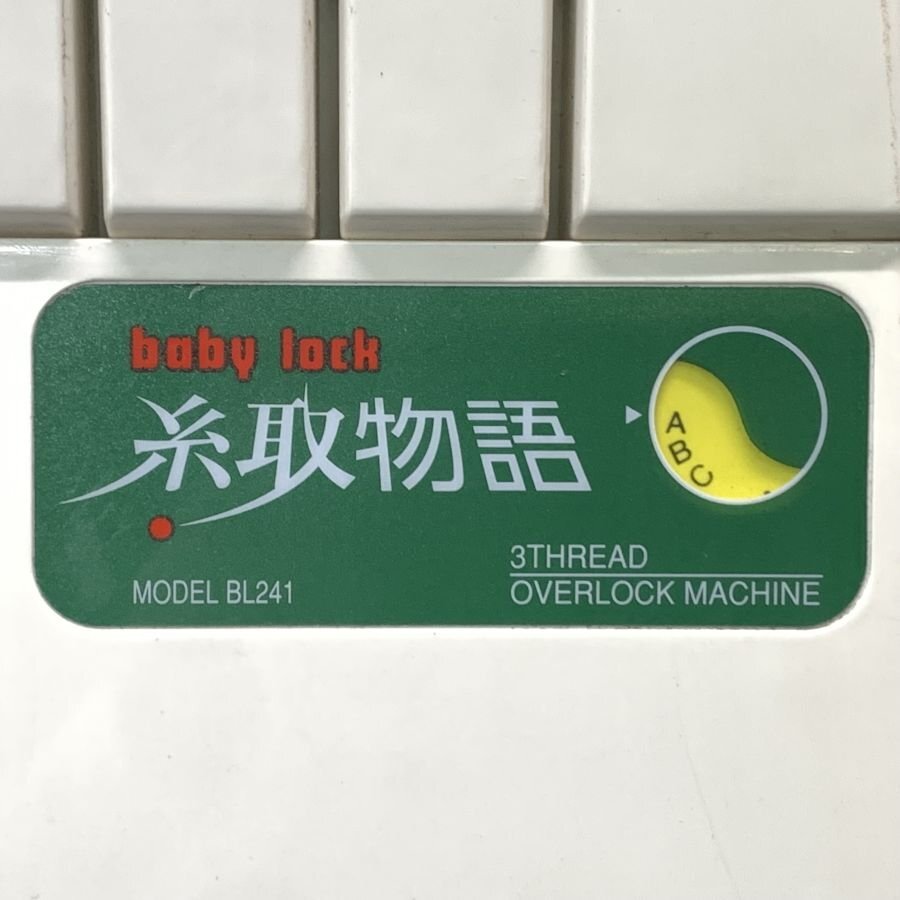 baby lock
糸取物語
A
B
C
MODEL BL241
3THREAD
OVERLOCK MACHINE